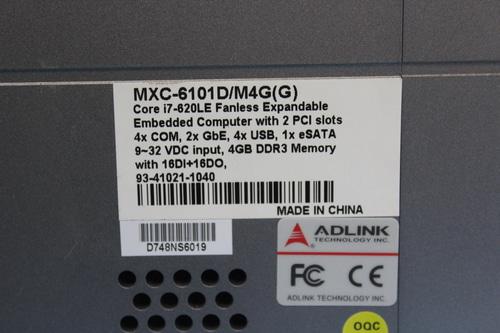 MXC-6101D/M4G(G)
Core i7-620LE Fanless Expandable
Embedded Computer with 2 PCI slots
4x COM, 2x GbE, 4x USB, 1x eSATA
9~32 VDC input, 4GB DDR3 Memory
with 16DI+16DO,
93-41021-1040
MADE IN CHINA
D748NS6019
ADLINK
TECHNOLOGY INC.
FC CE
ADLINK TECHNOLOGY INC.
OQC